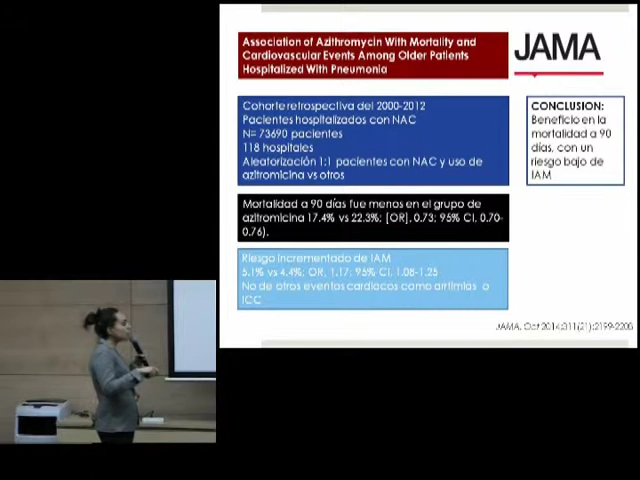 Association of Azithromycin With Mortality and
Cardiovascular Events Among Older Patients
Hospitalized With Pneumonia
JAMA
Cohorte retrospectiva del 2000-2012
Pacientes hospitalizados con NAC
N= 73690 pacientes
118 hospitales
Aleatorización 1:1 pacientes con NAC y uso de
azitromicina vs otros
CONCLUSION:
Beneficio en la
mortalidad a 90
días, con un
riesgo bajo de
IAM
Mortalidad a 90 días fue menos en el grupo de
azitromicina 17.4% vs 22.3%; [OR], 0.73; 95% CI, 0.70-
0.76).
Riesgo incrementado de IAM
5.1% vs 4.4%; OR, 1.17; 95% CI, 1.08-1.25
No de otros eventos cardiocos como arritmias o
ICC
JAMA. Oct 2014;311(21):2199-2208